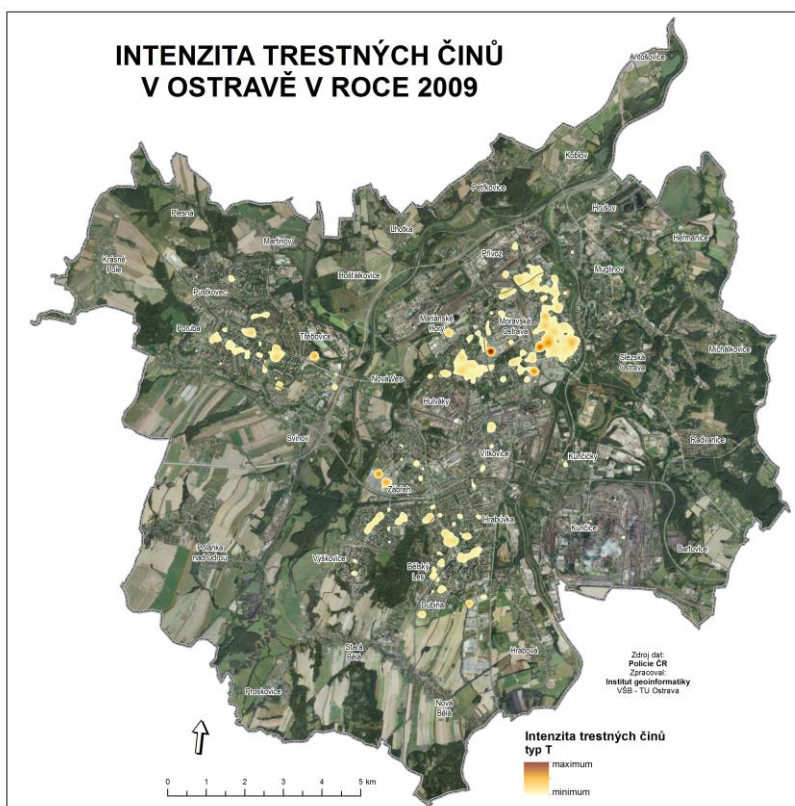 INTENZITA TRESTNÝCH ČINŮ
V OSTRAVĚ V ROCE 2009
Antošovice
Koblov
Petřkovice
Hrušov
Plesná
Lhotka
Heřmanice
Martinov
Krásné
Pole
Přívoz
Hošťálkovice
Muglinov
Pustkovec
Mariánské
Hory
Moravská
Ostrava
Poruba
Třebovice
Michálkovice
Slezská
Ostrava
Nová Ves
Hulváky
Svinov
Radvanice
Vítkovice
Kunčičky
Zábřeh
Hrabůvka
Kunčice
Polanka
nad Odrou
Výškovice
Bartovice
Bělský
Les
Dubina
Stará
Bělá
Hrabová
Proskovice
Nová
Bělá
Zdroj dat:
Policie ČR
Zpracoval:
Institut geoinformatiky
VŠB - TU Ostrava
Intenzita trestných činů
typ T
maximum
minimum
0 1 2 3 4 5 km